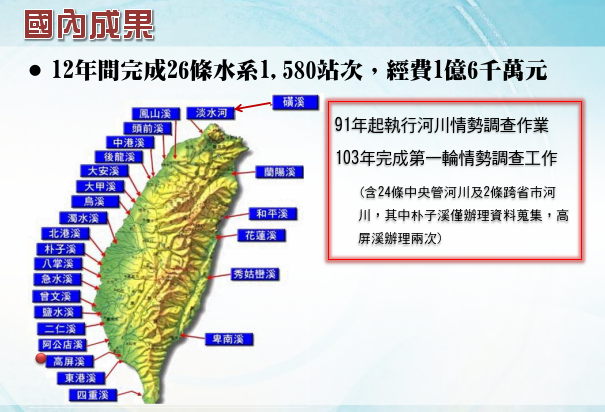 國內成果
● 12年間完成26條水系1,580站次，經費1億6千萬元
磺溪
鳳山溪
淡水河
頭前溪
中港溪
後龍溪
大安溪
大甲溪
烏溪
濁水溪
北港溪
朴子溪
八掌溪
急水溪
曾文溪
鹽水溪
二仁溪
阿公店溪
高屏溪
東港溪
四重溪
蘭陽溪
和平溪
花蓮溪
秀姑巒溪
卑南溪
91年起執行河川情勢調查作業
103年完成第一輪情勢調查工作
(含24條中央管河川及2條跨省市河
川，其中朴子溪僅辦理資料蒐集，高
屏溪辦理兩次)